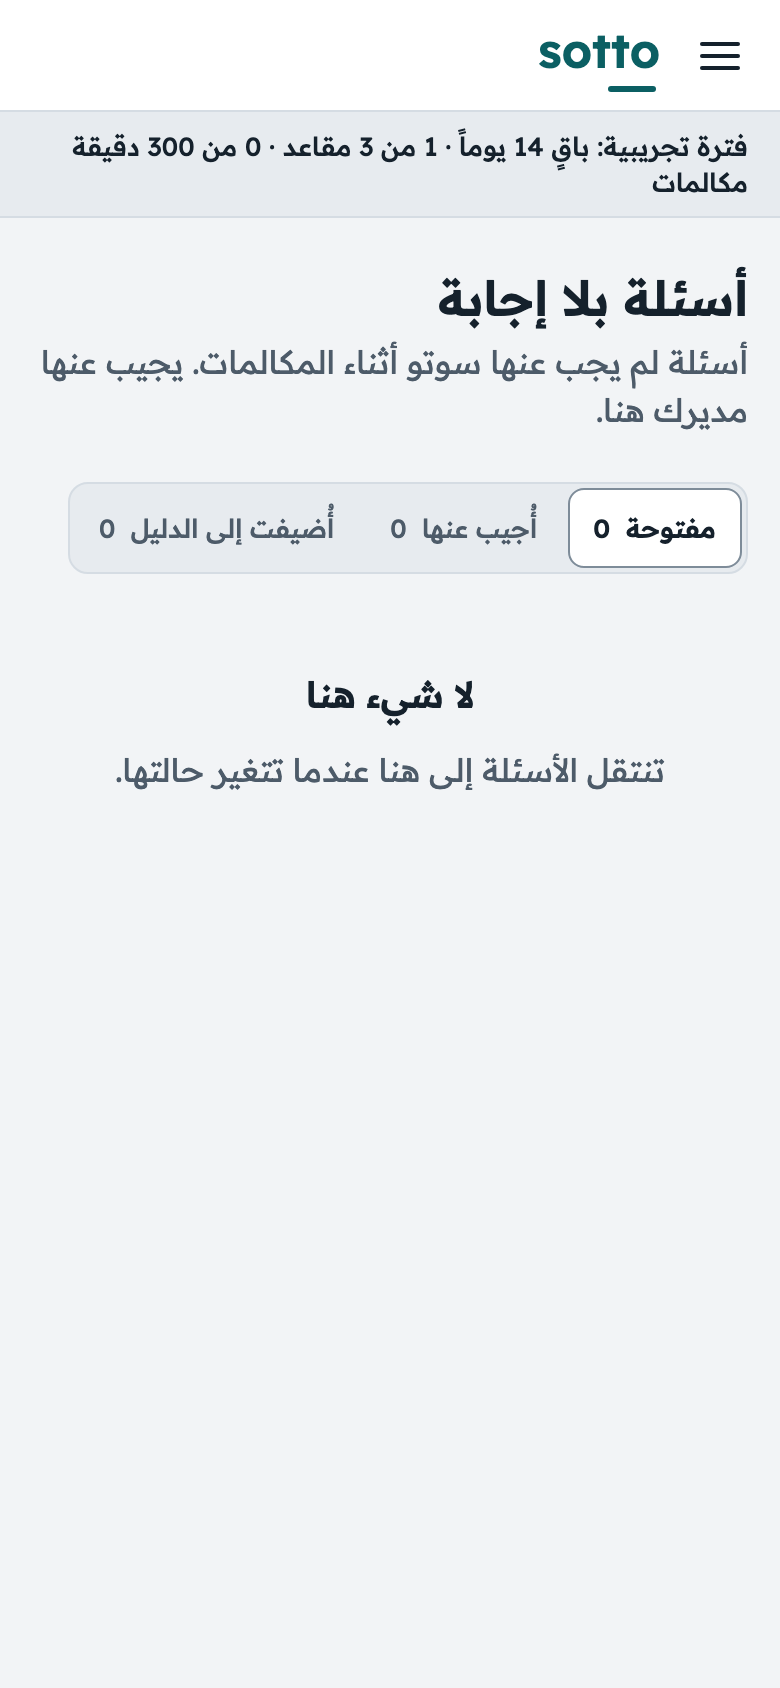 sotto
فترة تجريبية: باقٍ 14 يوماً · 1 من 3 مقاعد · 0 من 300 دقيقة
مكالمات
أسئلة بلا إجابة
أسئلة لم يجب عنها سوتو أثناء المكالمات. يجيب عنها
مديرك هنا.
مفتوحة 0 أُجيب عنها 0 أُضيفت إلى الدليل 0
لا شيء هنا
تنتقل الأسئلة إلى هنا عندما تتغير حالتها.